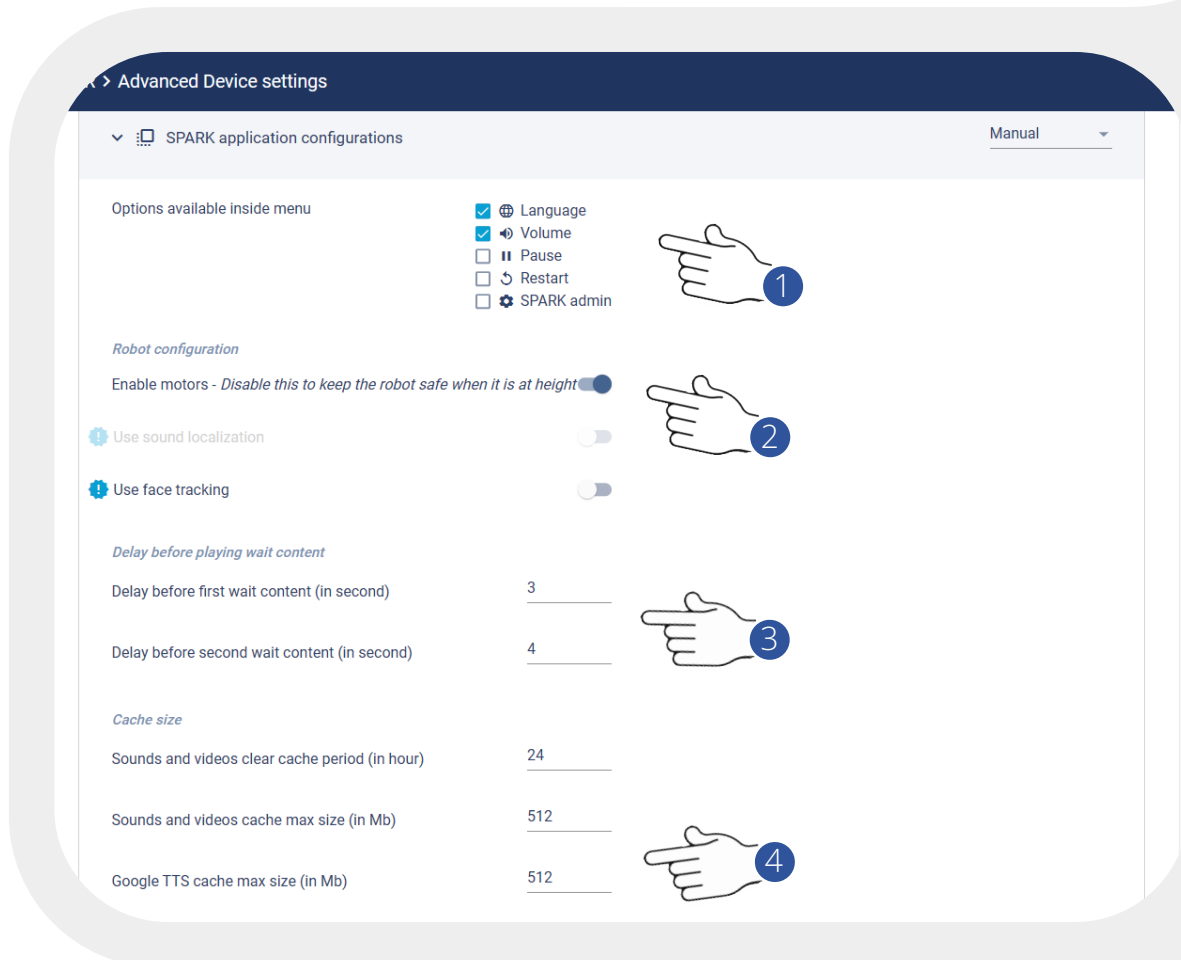 > Advanced Device settings
SPARK application configurations
Manual
Options available inside menu
Language
Volume
Pause
Restart
SPARK admin
1
Robot configuration
Enable motors - Disable this to keep the robot safe when it is at height
2
Use sound localization
Use face tracking
Delay before playing wait content
Delay before first wait content (in second) 3
3
Delay before second wait content (in second) 4
Cache size
Sounds and videos clear cache period (in hour) 24
Sounds and videos cache max size (in Mb) 512
4
Google TTS cache max size (in Mb) 512